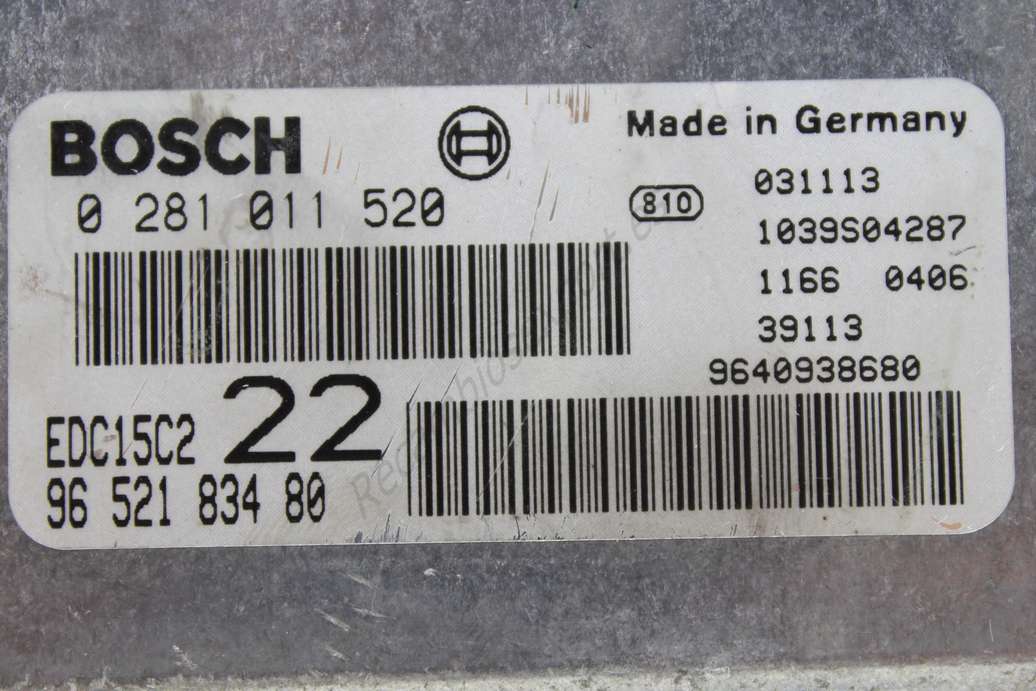 BOSCH
Made in Germany
0 281 011 520
810
031113
1039S04287
1166 0406
39113
9640938680
EDC15C2 22
96 521 834 80